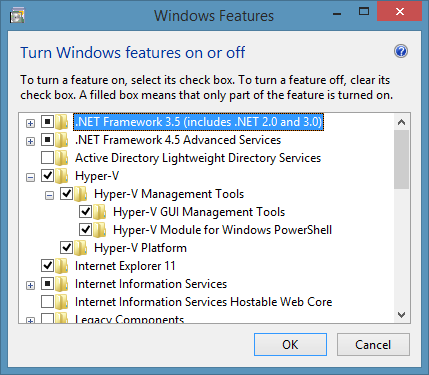 Windows Features
Turn Windows features on or off
To turn a feature on, select its check box. To turn a feature off, clear its
check box. A filled box means that only part of the feature is turned on.
.NET Framework 3.5 (includes .NET 2.0 and 3.0)
.NET Framework 4.5 Advanced Services
Active Directory Lightweight Directory Services
Hyper-V
Hyper-V Management Tools
Hyper-V GUI Management Tools
Hyper-V Module for Windows PowerShell
Hyper-V Platform
Internet Explorer 11
Internet Information Services
Internet Information Services Hostable Web Core
Legacy Components
OK Cancel